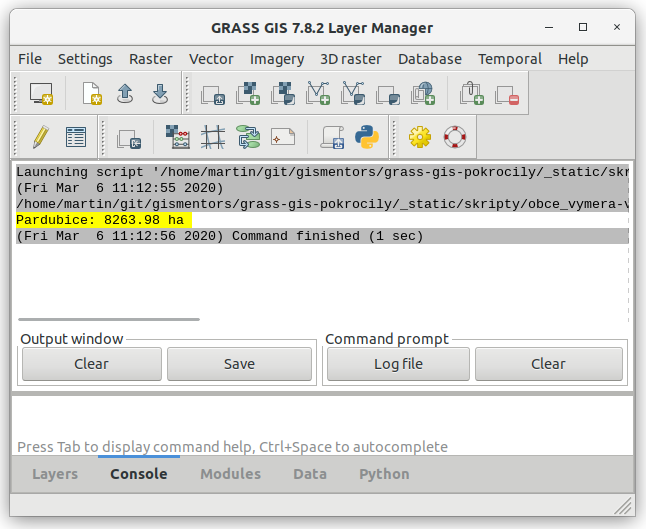 GRASS GIS 7.8.2 Layer Manager
File Settings Raster Vector Imagery 3D raster Database Temporal Help
Launching script '/home/martin/git/gismentors/grass-gis-pokrocily/_static/skr
(Fri Mar  6 11:12:55 2020)
/home/martin/git/gismentors/grass-gis-pokrocily/_static/skripty/obce_vymera-v
Pardubice: 8263.98 ha
(Fri Mar  6 11:12:56 2020) Command finished (1 sec)
Output window Command prompt
Clear Save Log file Clear
Press Tab to display command help, Ctrl+Space to autocomplete
Layers Console Modules Data Python